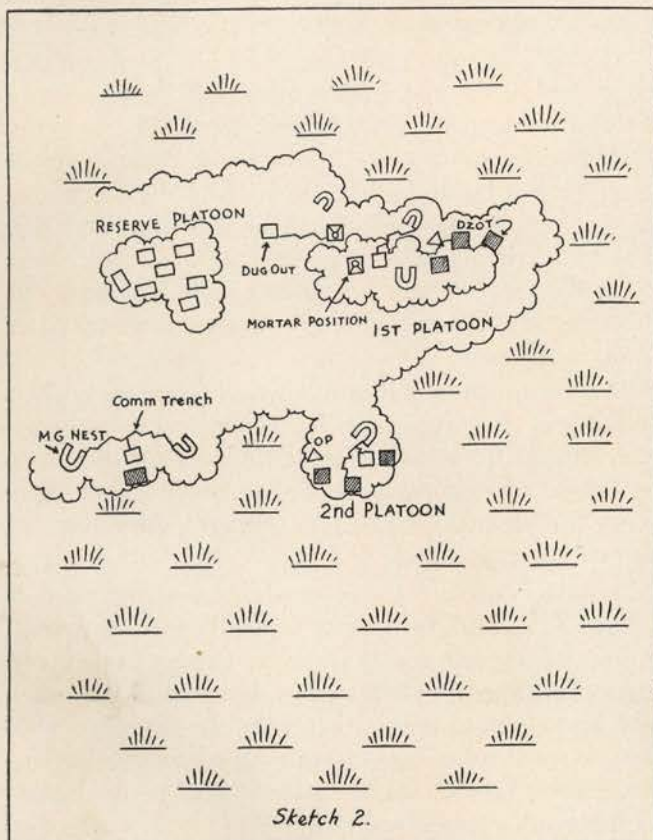 RESERVE PLATOON
DZOT
DUG OUT
MORTAR POSITION
1ST PLATOON
Comm Trench
MG NEST
OP
2nd PLATOON
Sketch 2.